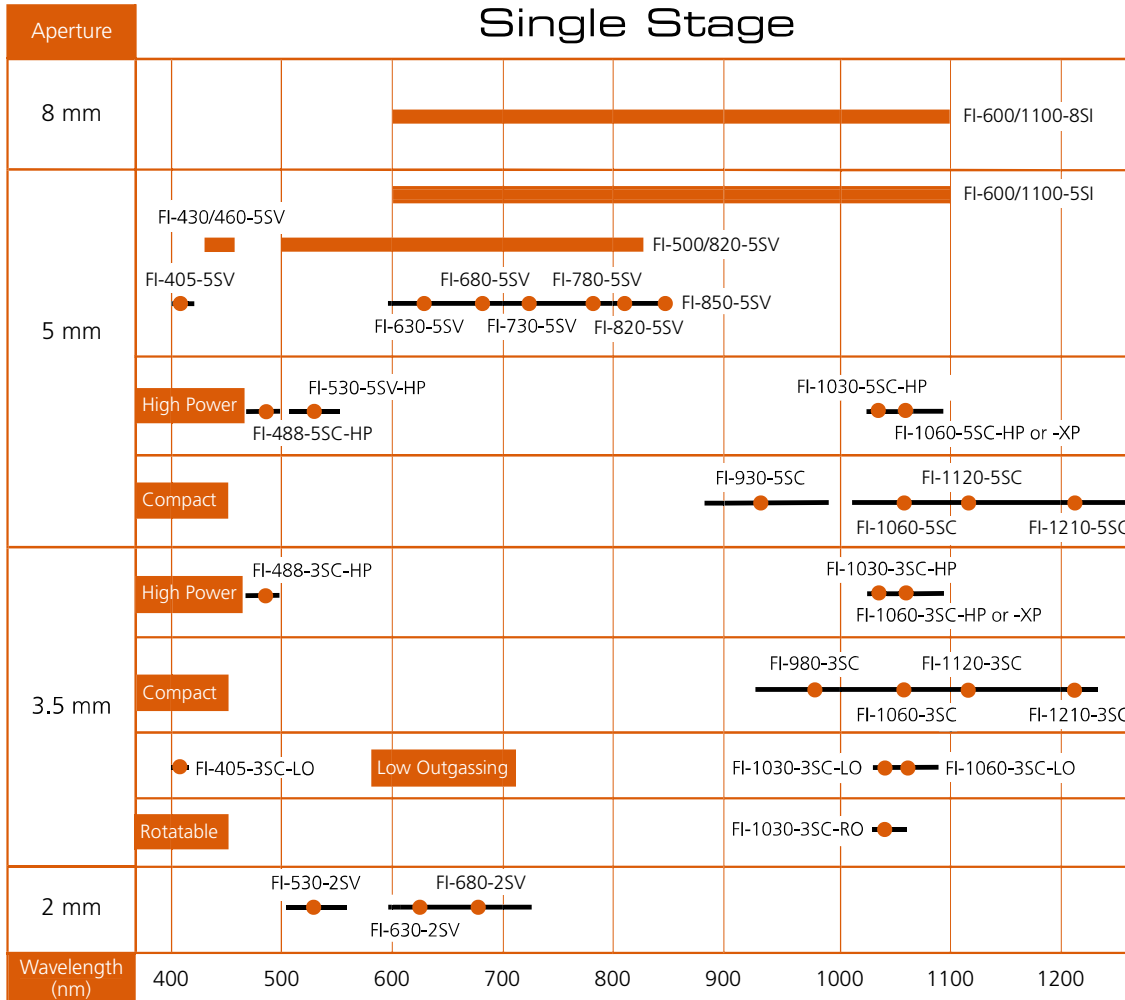 Aperture
Single Stage
8 mm
FI-600/1100-8SI
FI-600/1100-5SI
FI-430/460-5SV
FI-500/820-5SV
FI-405-5SV
FI-680-5SV
FI-780-5SV
FI-850-5SV
5 mm
FI-630-5SV
FI-730-5SV
FI-820-5SV
High Power
FI-530-5SV-HP
FI-488-5SC-HP
FI-1030-5SC-HP
FI-1060-5SC-HP or -XP
Compact
FI-930-5SC
FI-1120-5SC
FI-1060-5SC
FI-1210-5SC
3.5 mm
High Power
FI-488-3SC-HP
FI-1030-3SC-HP
FI-1060-3SC-HP or -XP
Compact
FI-980-3SC
FI-1120-3SC
FI-1060-3SC
FI-1210-3SC
FI-405-3SC-LO
Low Outgassing
FI-1030-3SC-LO
FI-1060-3SC-LO
Rotatable
FI-1030-3SC-RO
2 mm
FI-530-2SV
FI-680-2SV
FI-630-2SV
Wavelength
(nm)
400 500 600 700 800 900 1000 1100 1200